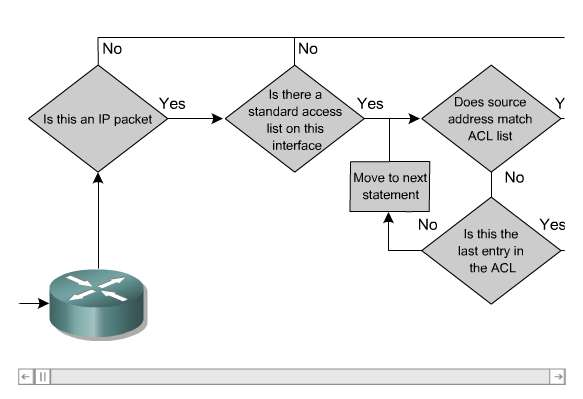 No
No
Is this an IP packet
Yes
Is there a
standard access
list on this
interface
Yes
Does source
address match
ACL list
Y
No
Move to next
statement
No
Is this the
last entry in
the ACL
Yes